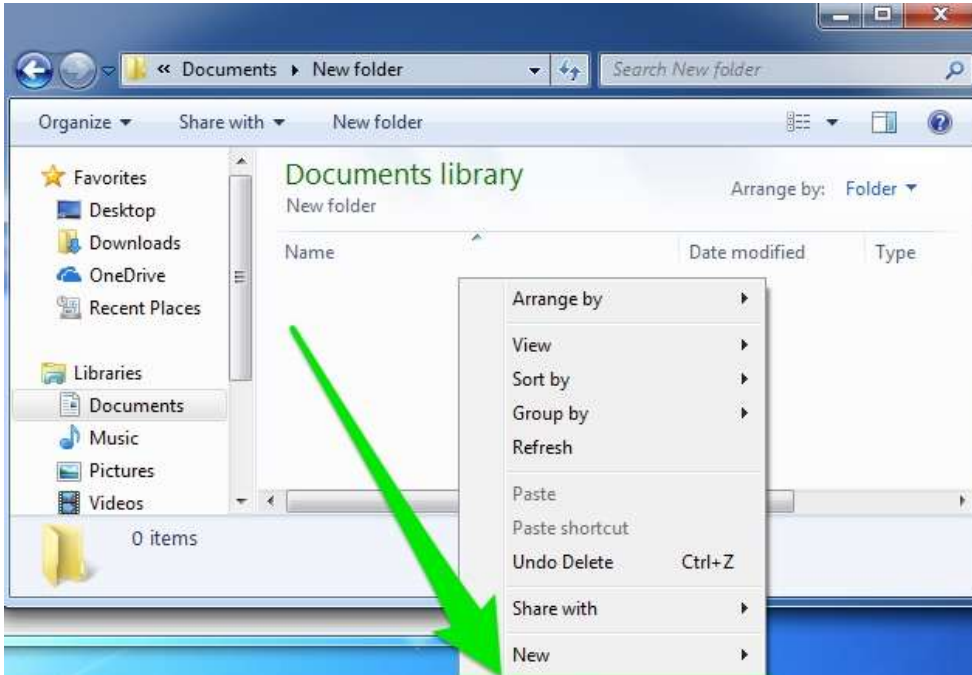 « Documents ▸ New folder
Search New folder
Organize ▼ Share with ▼ New folder
Favorites
Desktop
Downloads
OneDrive
Recent Places
Libraries
Documents
Music
Pictures
Videos
Documents library
New folder
Arrange by: Folder ▼
Name Date modified Type
Arrange by
View
Sort by
Group by
Refresh
Paste
Paste shortcut
Undo Delete Ctrl+Z
Share with
New
0 items